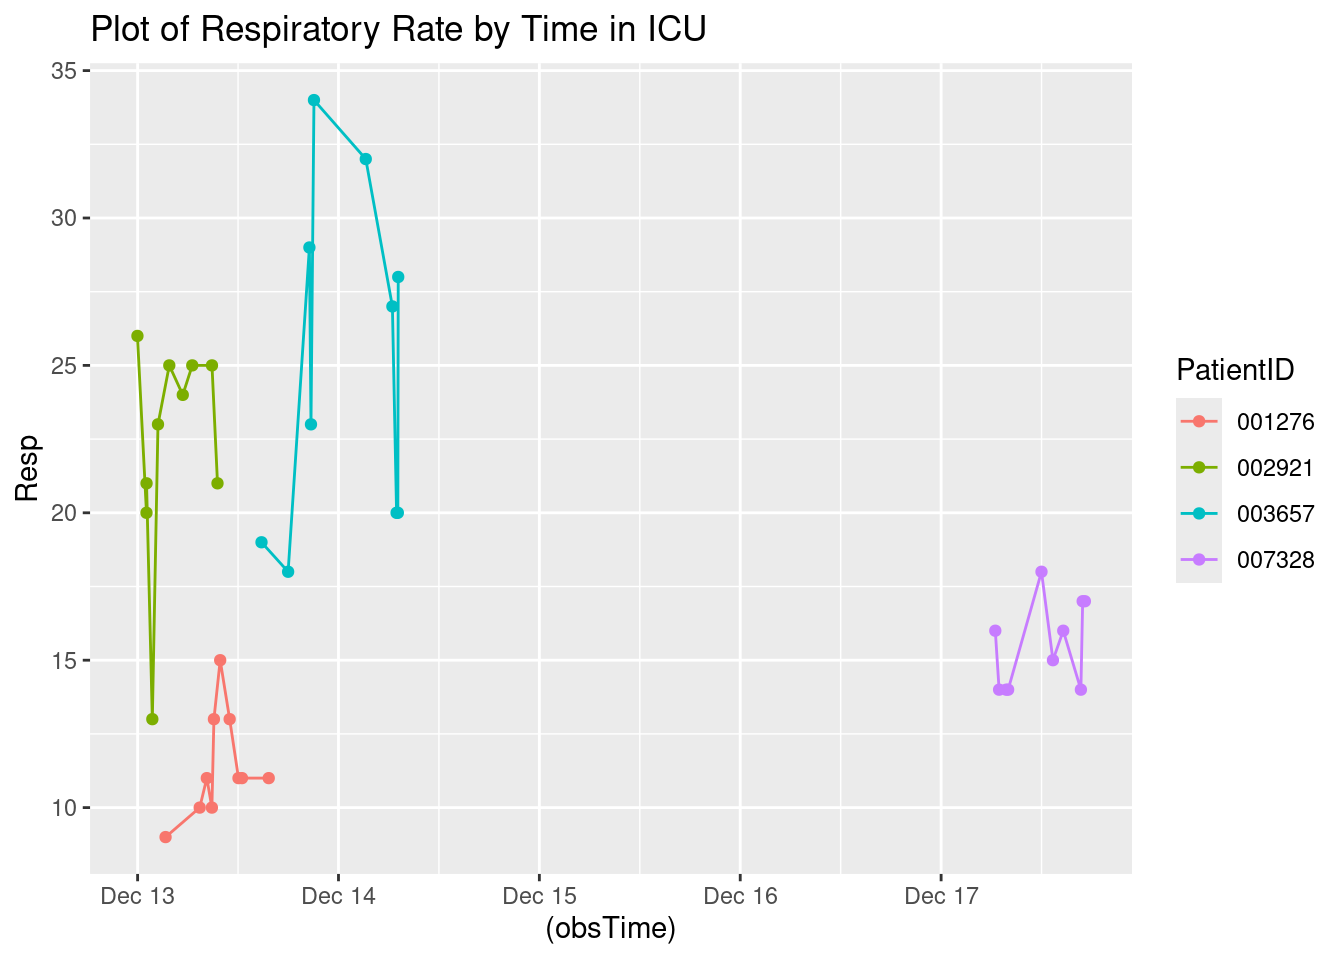 Plot of Respiratory Rate by Time in ICU
35
30
25
20
15
10
Resp
Dec 13
Dec 14
Dec 15
Dec 16
Dec 17
(obsTime)
PatientID
001276
002921
003657
007328